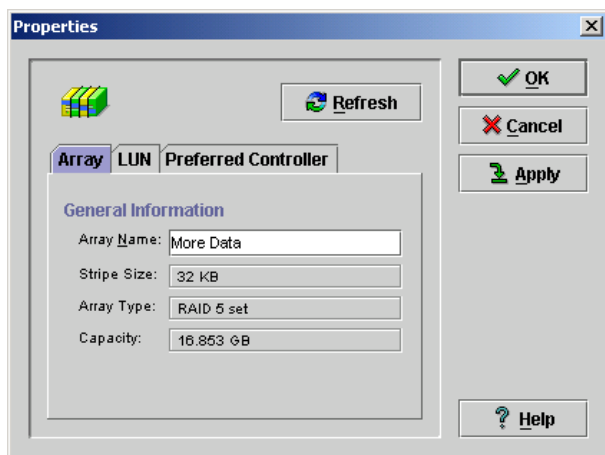 Properties
Refresh
Array LUN Preferred Controller
General Information
Array Name: More Data
Stripe Size: 32 KB
Array Type: RAID 5 set
Capacity: 16.853 GB
OK
Cancel
Apply
Help